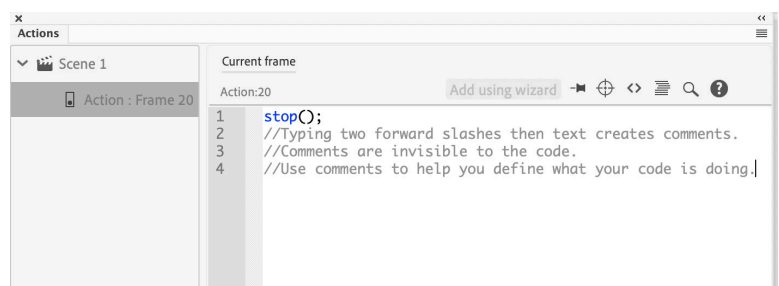 Actions
Scene 1
Action : Frame 20
Current frame
Action:20
Add using wizard
1 stop();
2 //Typing two forward slashes then text creates comments.
3 //Comments are invisible to the code.
4 //Use comments to help you define what your code is doing.